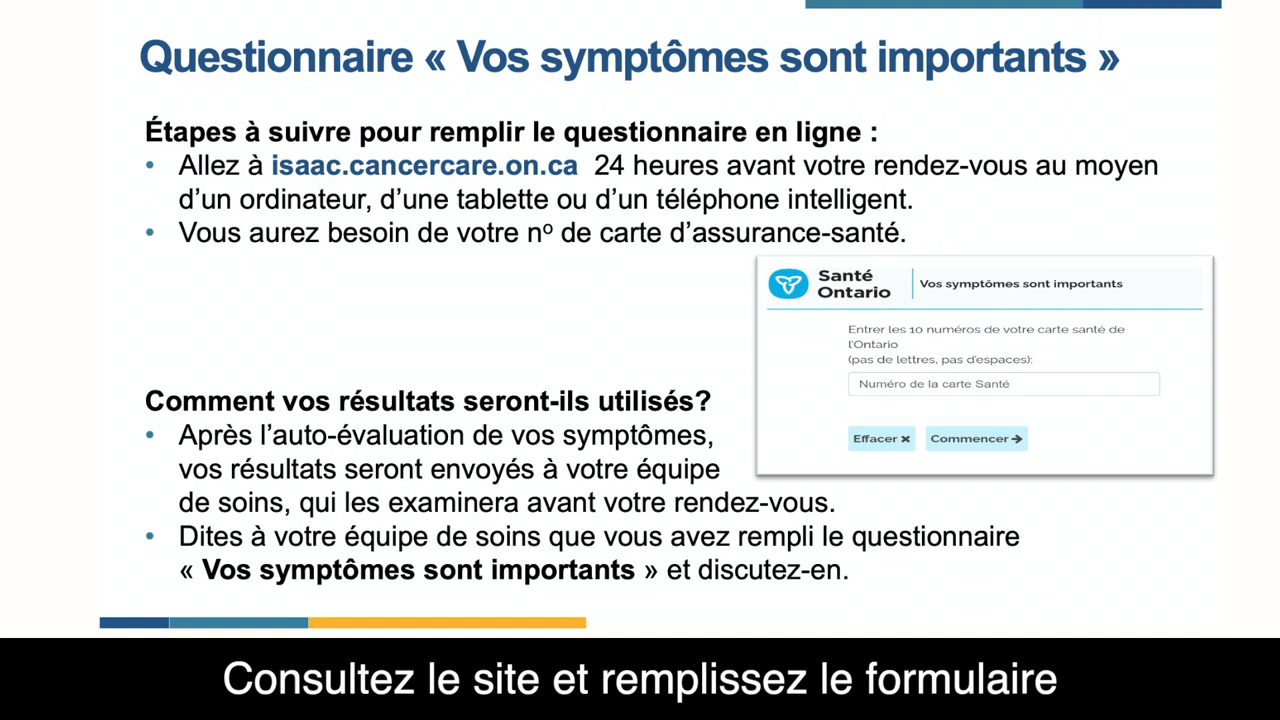 Questionnaire « Vos symptômes sont importants »
Étapes à suivre pour remplir le questionnaire en ligne :
• Allez à isaac.cancercare.on.ca 24 heures avant votre rendez-vous au moyen
d’un ordinateur, d’une tablette ou d’un téléphone intelligent.
• Vous aurez besoin de votre nº de carte d’assurance-santé.
Santé
Ontario
Vos symptômes sont importants
Entrer les 10 numéros de votre carte santé de
l'Ontario
(pas de lettres, pas d'espaces):
Numéro de la carte Santé
Effacer ✖ Commencer →
Comment vos résultats seront-ils utilisés?
• Après l’auto-évaluation de vos symptômes,
vos résultats seront envoyés à votre équipe
de soins, qui les examinera avant votre rendez-vous.
• Dites à votre équipe de soins que vous avez rempli le questionnaire
« Vos symptômes sont importants » et discutez-en.
Consultez le site et remplissez le formulaire